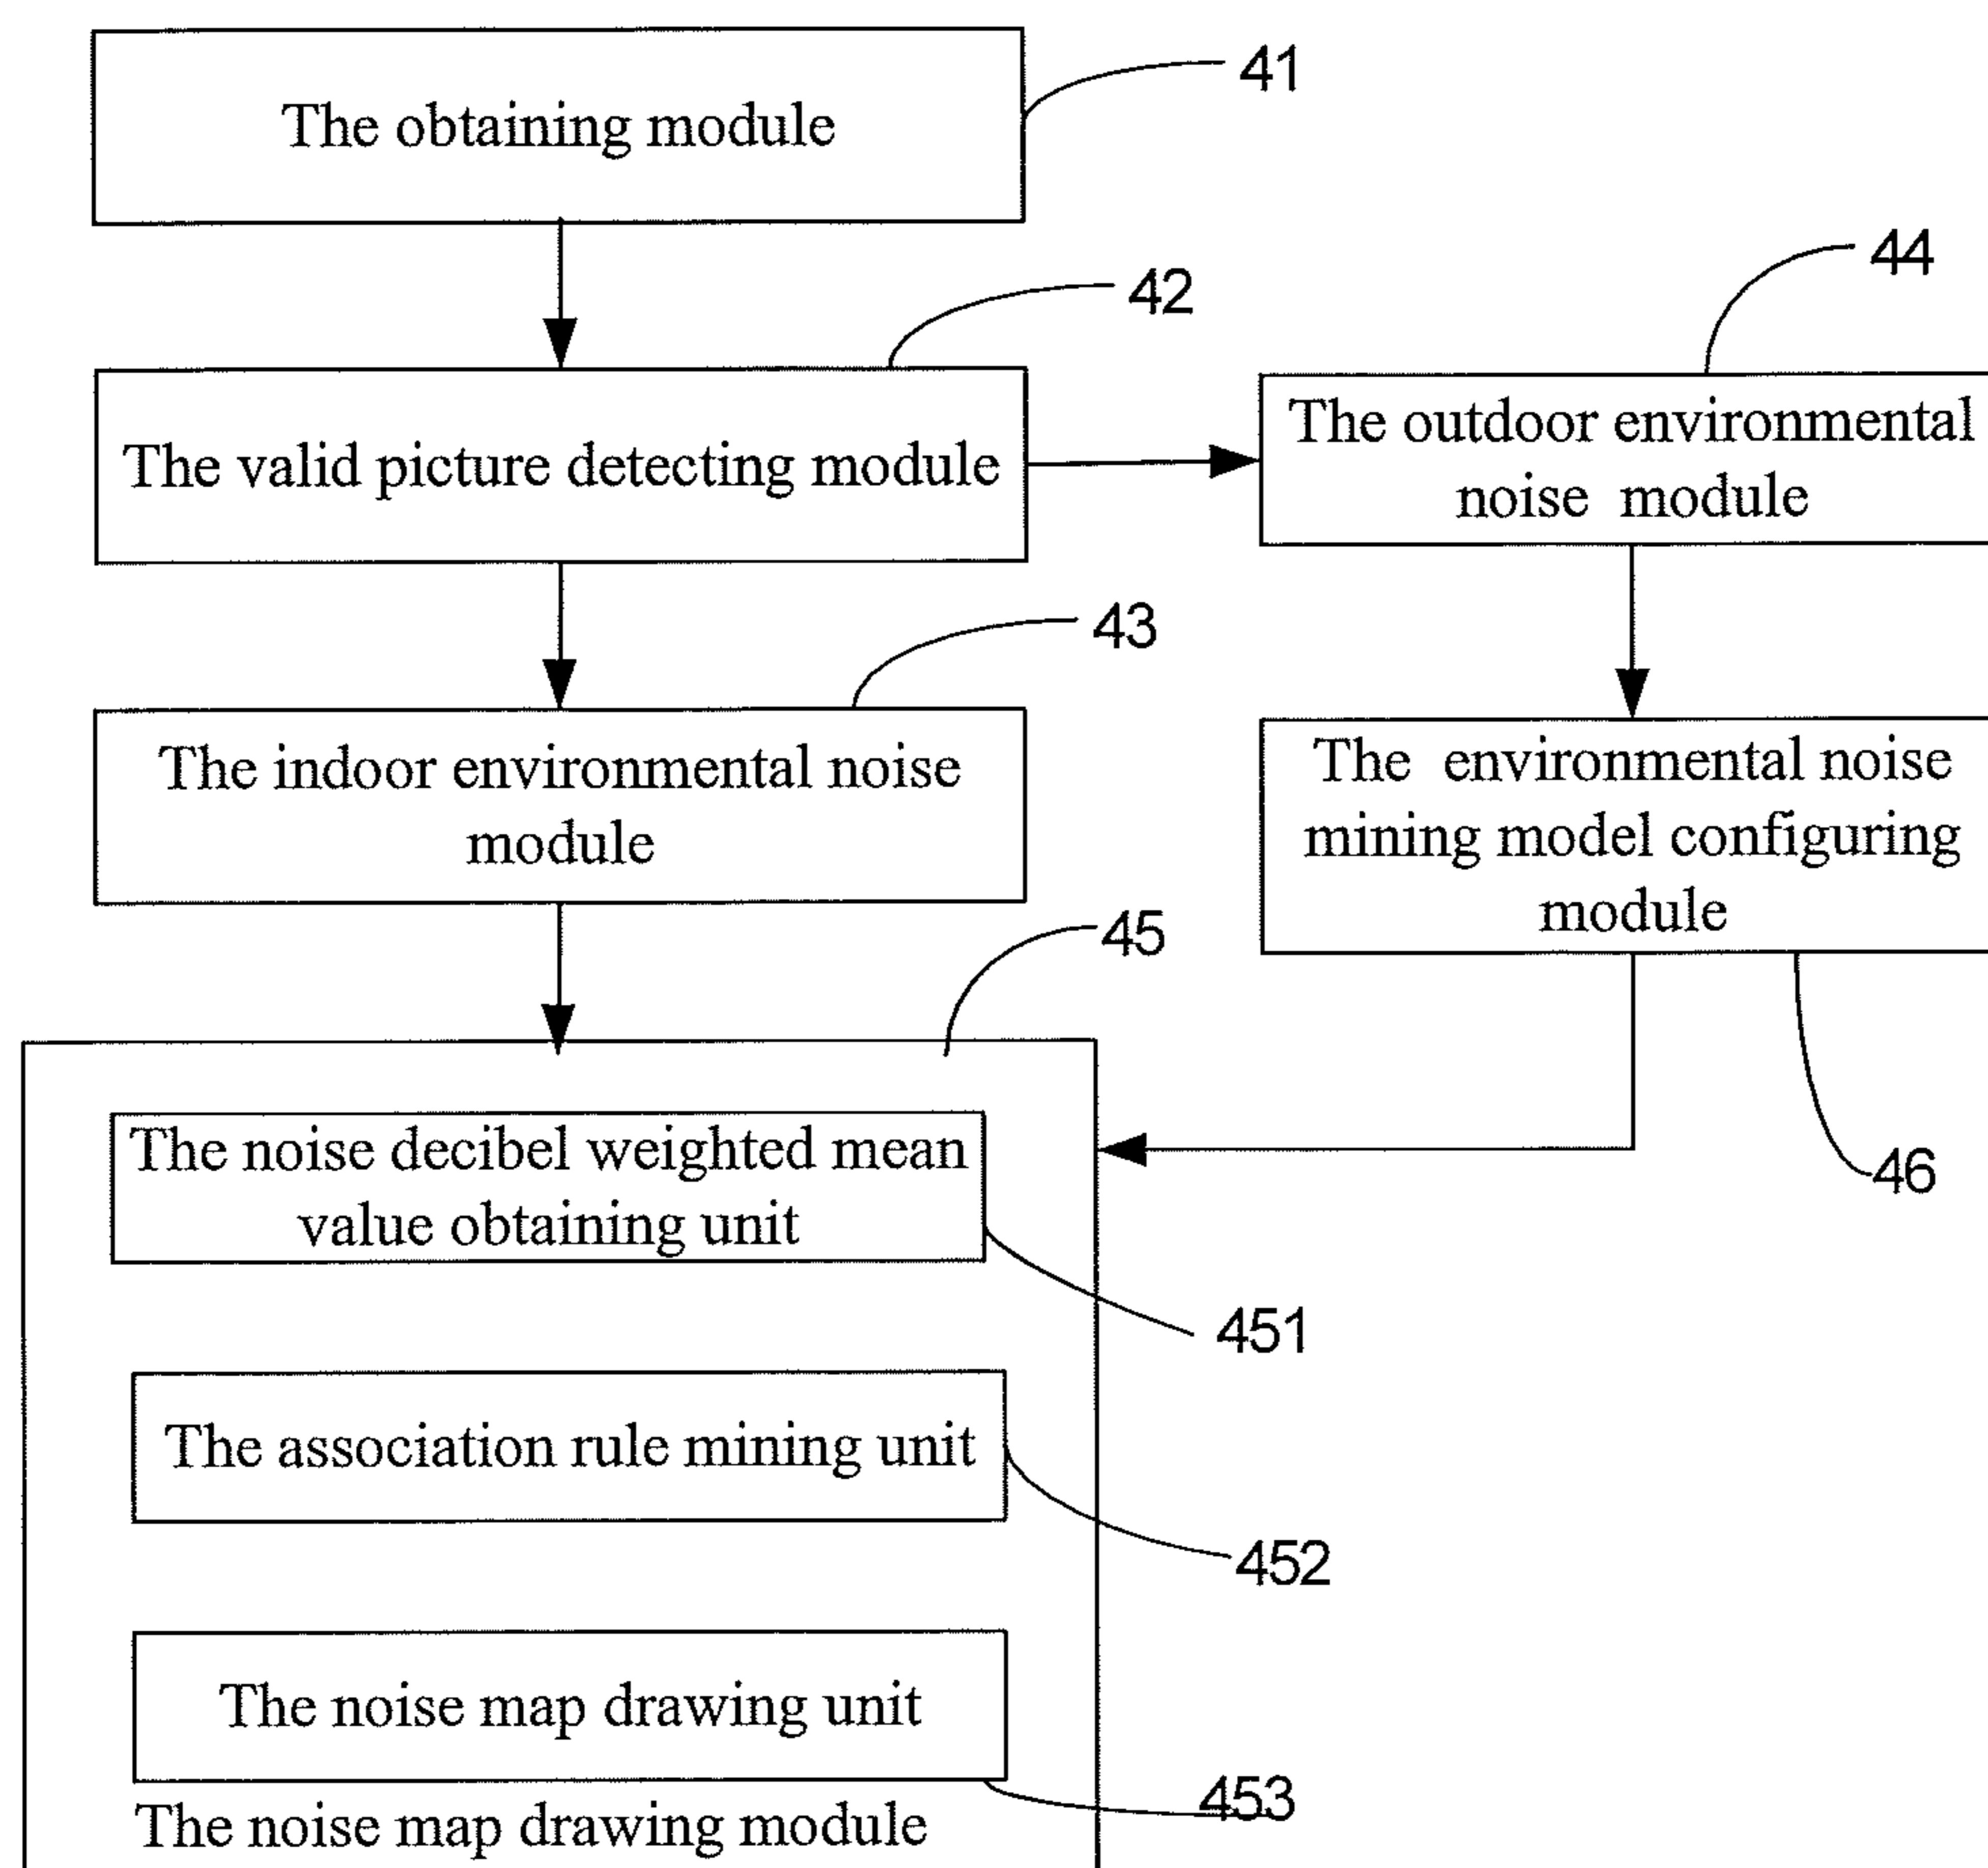 41
The obtaining module
44
42
The valid picture detecting module
The outdoor environmental
noise module
43
The indoor environmental noise
module
The environmental noise
mining model configuring
module
45
The noise decibel weighted mean
value obtaining unit
46
451
The association rule mining unit
452
The noise map drawing unit
453
The noise map drawing module